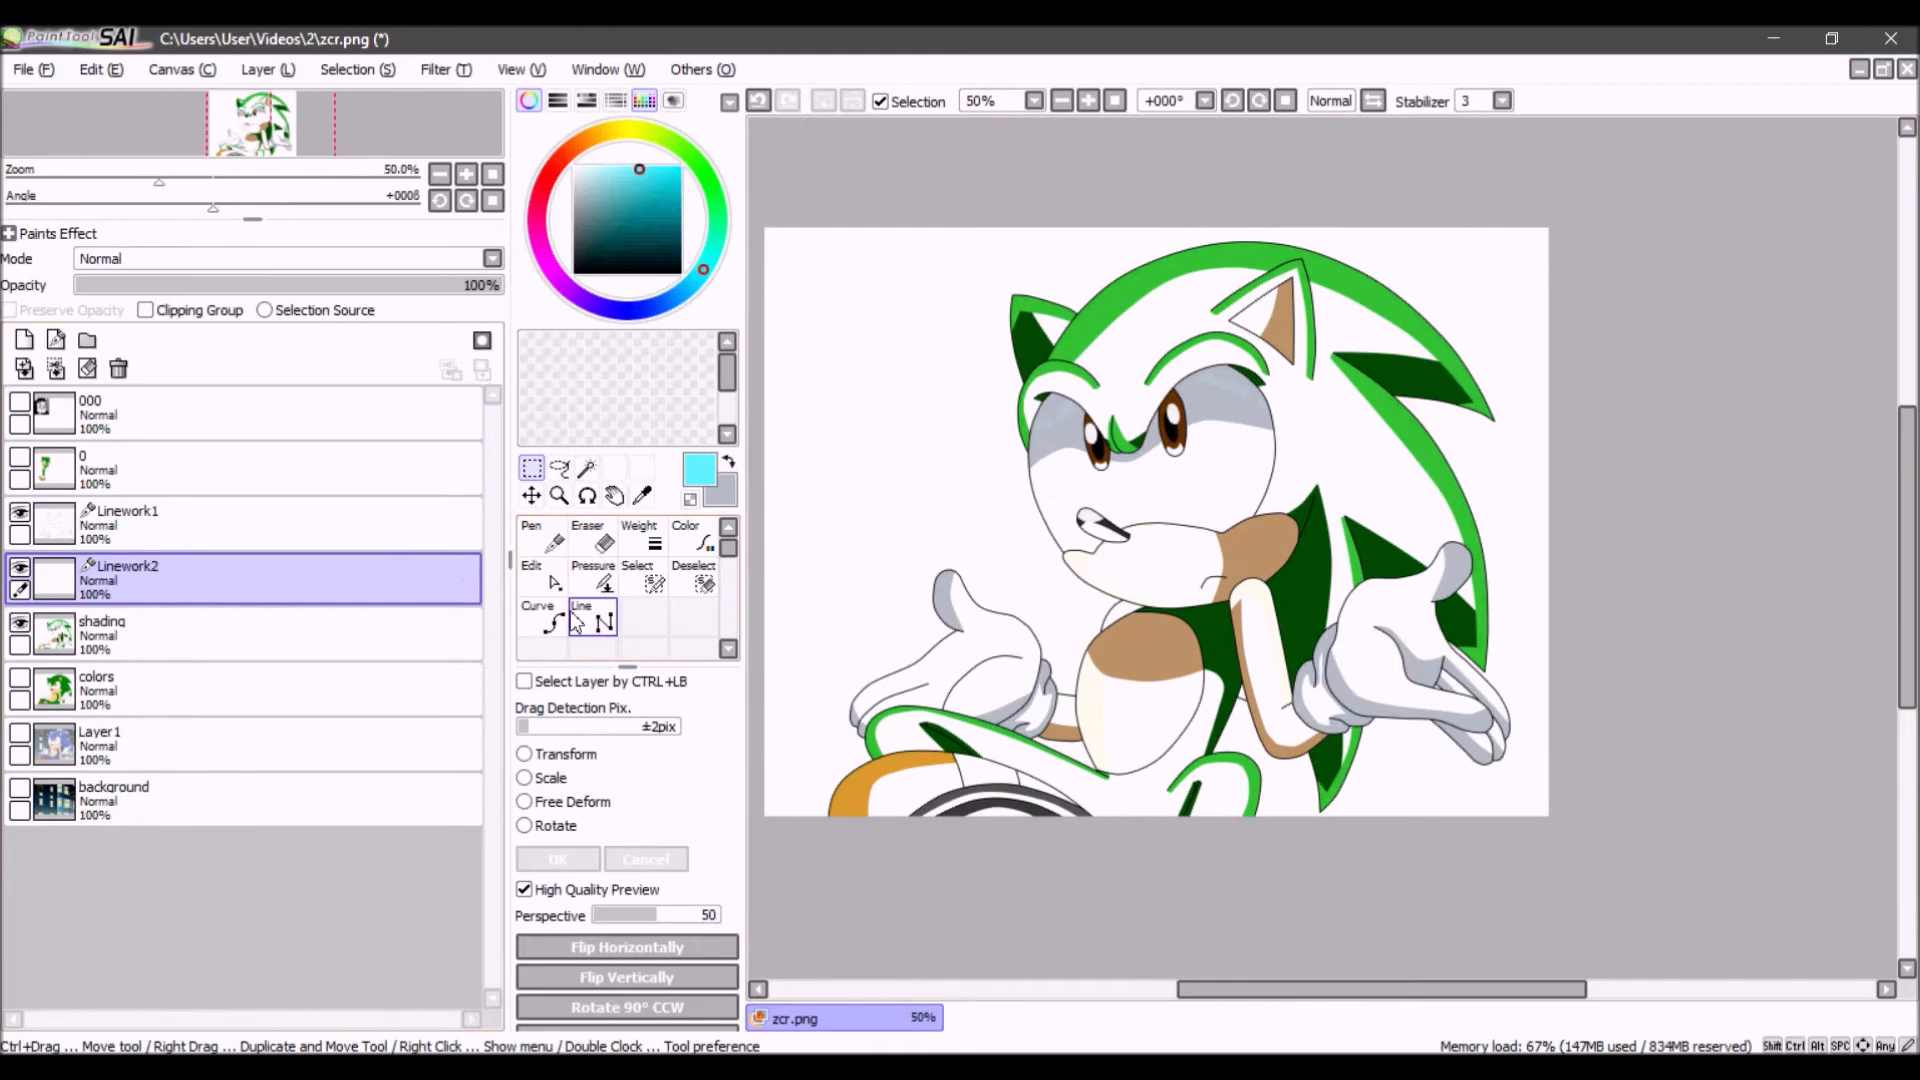 PaintTool SAI C:\Users\User\Videos\2\zcr.png (*)
File (F) Edit (E) Canvas (C) Layer (L) Selection (S) Filter (T) View (V) Window (W) Others (O)
Selection 50% +000° Normal Stabilizer 3
Zoom 50.0%
Angle +000ß
Paints Effect
Mode Normal
Opacity 100%
Preserve Opacity Clipping Group Selection Source
000
Normal
100%
0
Normal
100%
Linework1
Normal
100%
Linework2
Normal
100%
shading
Normal
100%
colors
Normal
100%
Layer1
Normal
100%
background
Normal
100%
Pen Eraser Weight Color
Edit Pressure Select Deselect
Curve Line
Select Layer by CTRL+LB
Drag Detection Pix.
±2pix
Transform
Scale
Free Deform
Rotate
OK Cancel
High Quality Preview
Perspective 50
Flip Horizontally
Flip Vertically
Rotate 90° CCW
zcr.png 50%
Ctrl+Drag ... Move tool / Right Drag ... Duplicate and Move Tool / Right Click ... Show menu / Double Clock ... Tool preference
Memory load: 67% (147MB used / 834MB reserved) Shift Ctrl Alt SPC Any